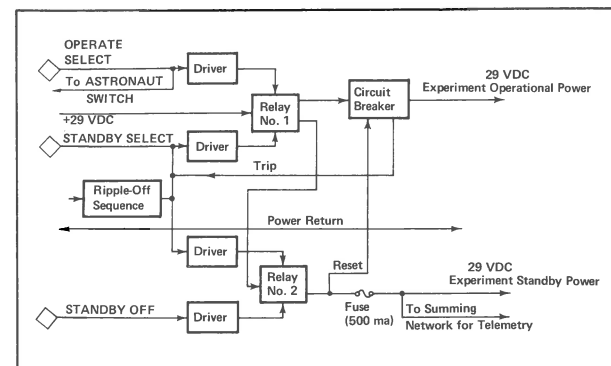 OPERATE
SELECT
Driver
To ASTRONAUT
SWITCH
+29 VDC
STANDBY SELECT
Relay
No. 1
Driver
Circuit
Breaker
29 VDC
Experiment Operational Power
Trip
Ripple-Off
Sequence
Power Return
Driver
Relay
No. 2
Reset
29 VDC
Experiment Standby Power
Fuse
(500 ma)
To Summing
Network for Telemetry
STANDBY OFF
Driver